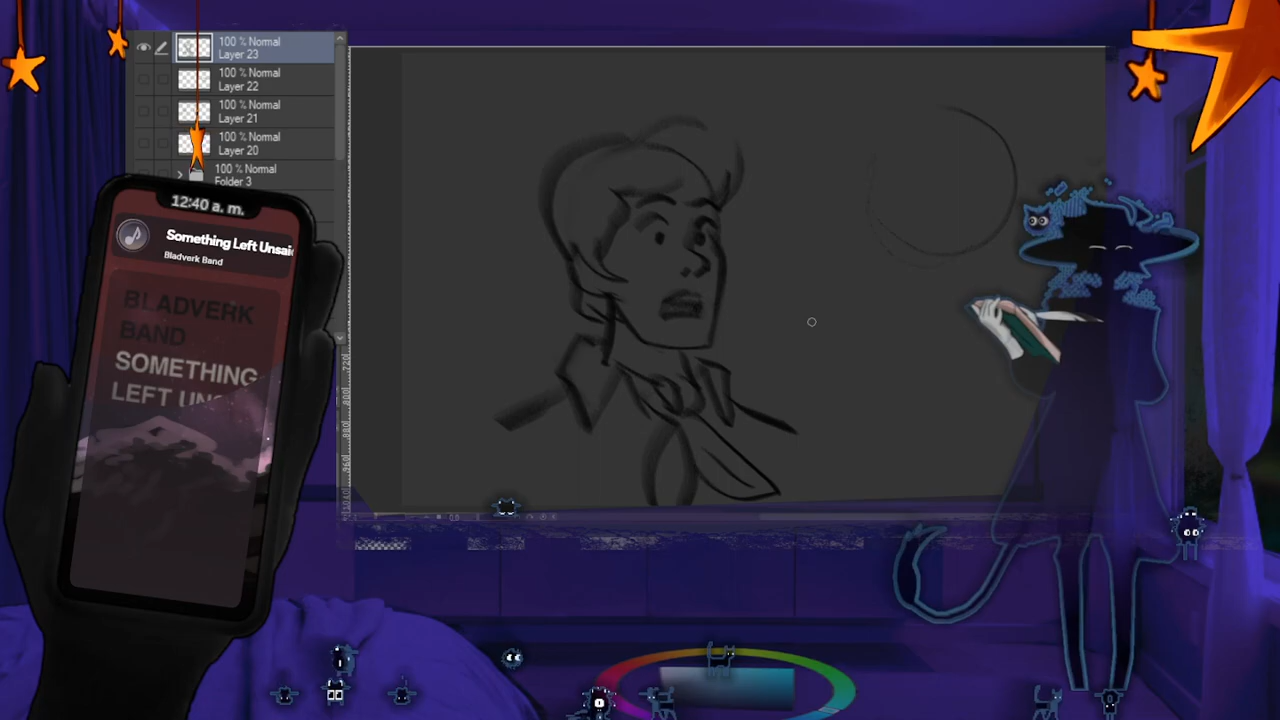 100 % Normal
Layer 23
100 % Normal
Layer 22
100 % Normal
Layer 21
100 % Normal
Layer 20
100 % Normal
Folder 3
12:40 a. m.
Something Left Unsai
Bladverk Band
BLADVERK
BAND
SOMETHING
LEFT UNS